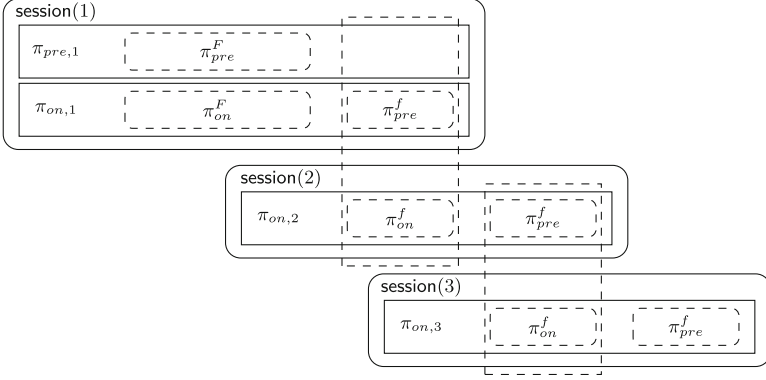 session(1)
π_{pre,1} π^F_{pre}
π_{on,1} π^F_{on} π^f_{pre}
session(2)
π_{on,2} π^f_{on} π^f_{pre}
session(3)
π_{on,3} π^f_{on} π^f_{pre}